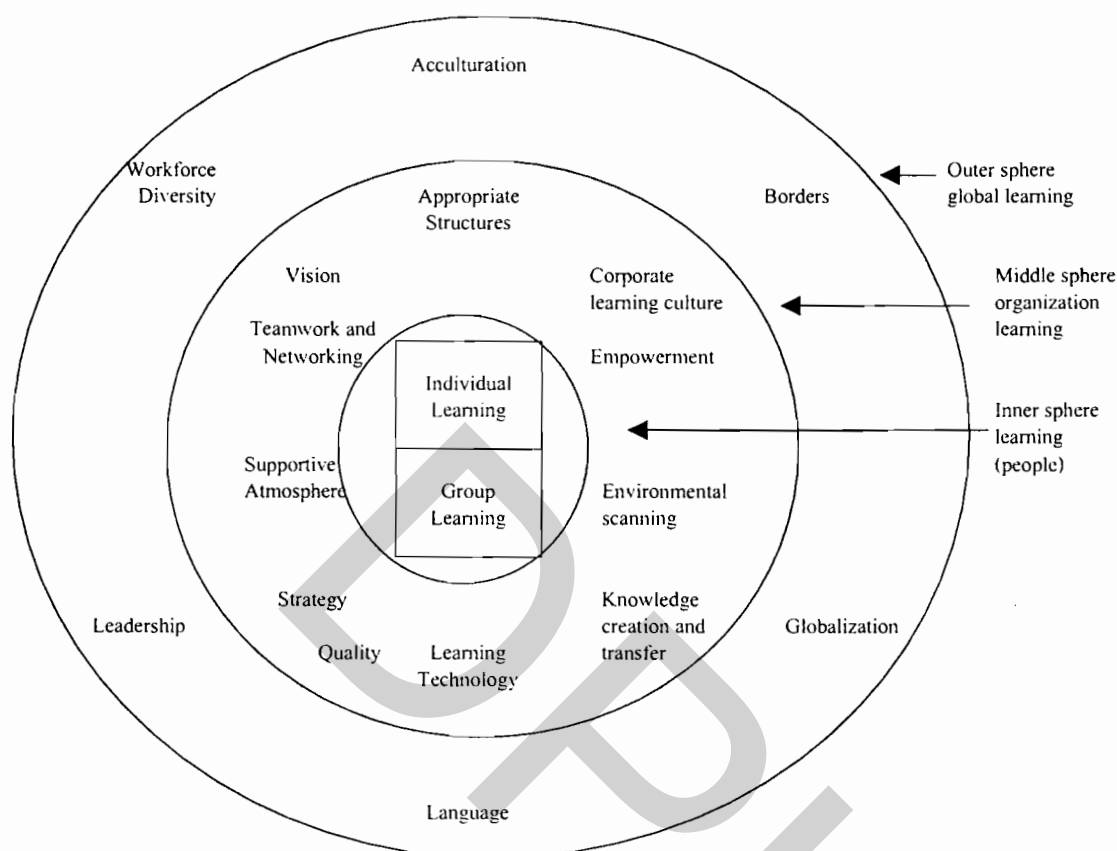 Acculturation
Workforce
Diversity
Appropriate
Structures
Borders
Outer sphere
global learning
Vision
Corporate
learning culture
Middle sphere
organization
learning
Teamwork and
Networking
Empowerment
Individual
Learning
Inner sphere
learning
(people)
Supportive
Atmosphere
Group
Learning
Environmental
scanning
Strategy
Knowledge
creation and
transfer
Leadership
Globalization
Quality
Learning
Technology
Language